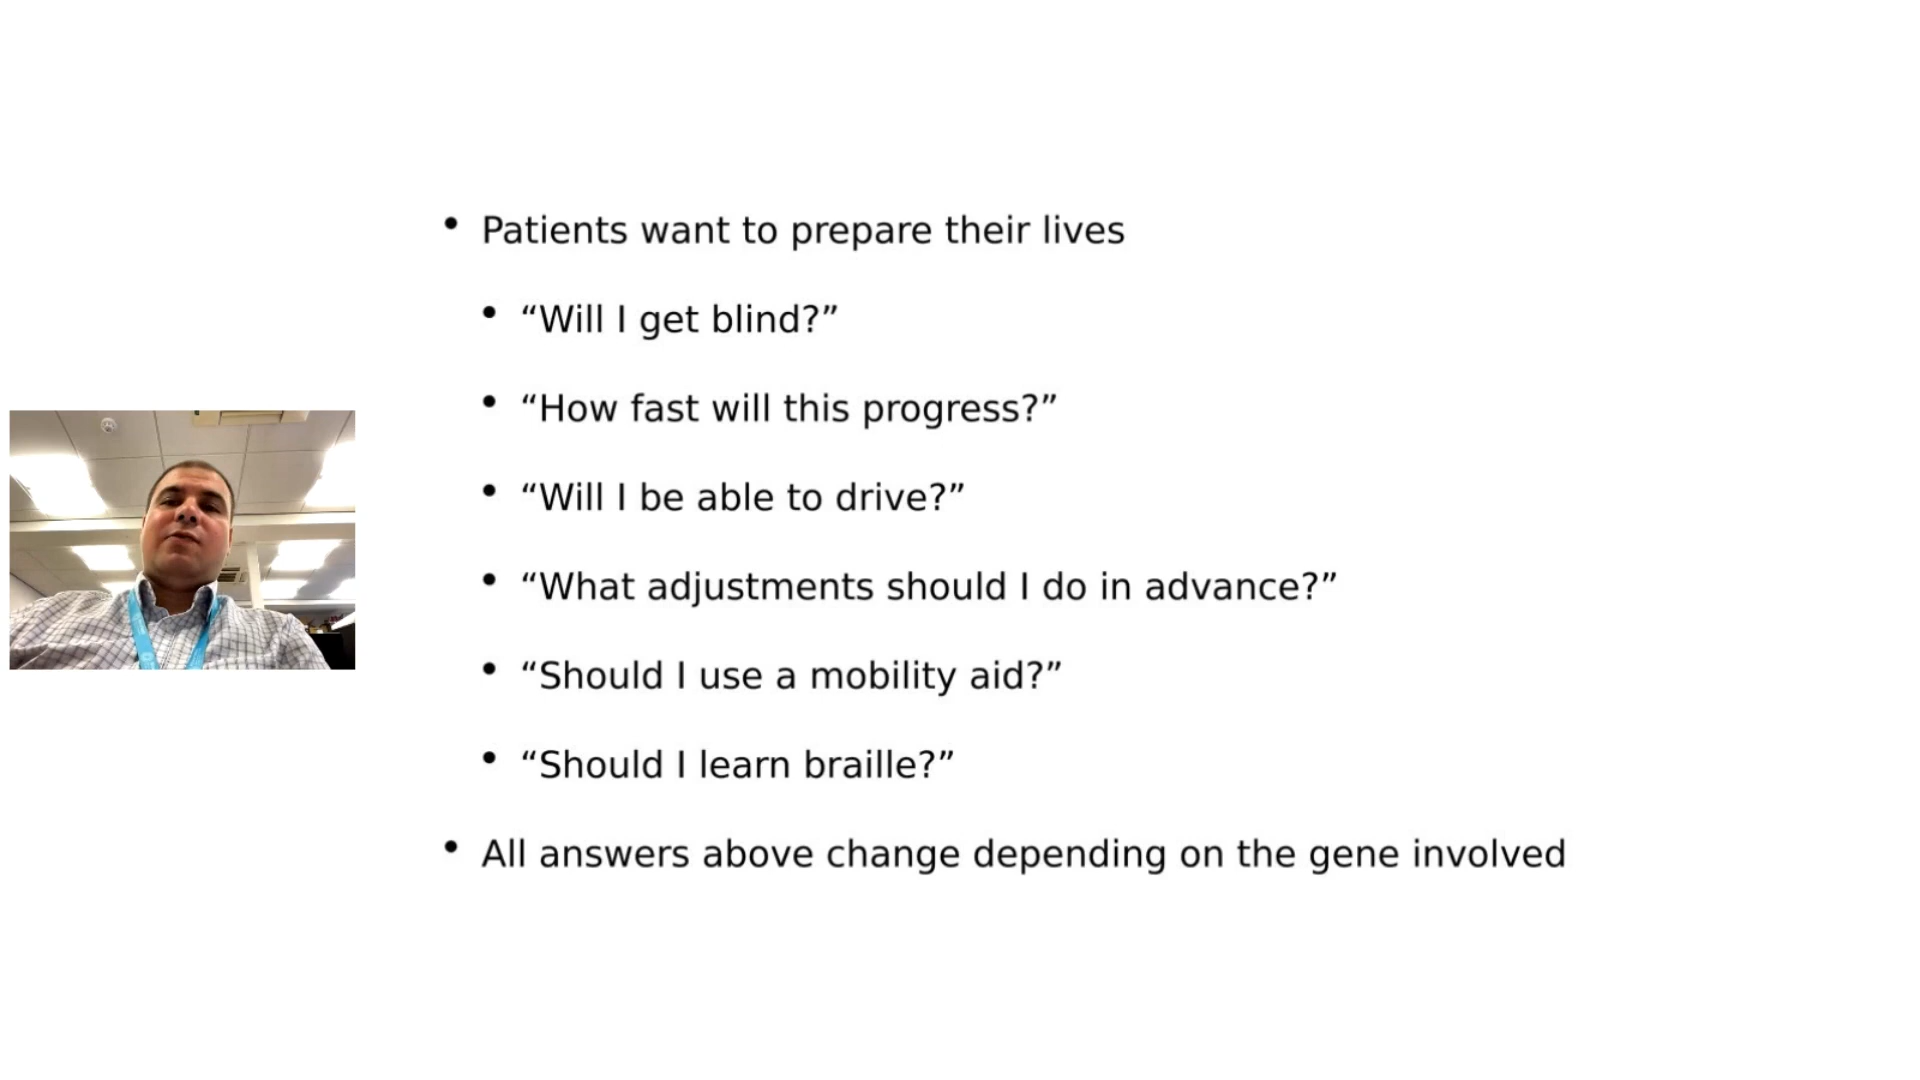 • Patients want to prepare their lives
• “Will I get blind?”
• “How fast will this progress?”
• “Will I be able to drive?”
• “What adjustments should I do in advance?”
• “Should I use a mobility aid?”
• “Should I learn braille?”
• All answers above change depending on the gene involved